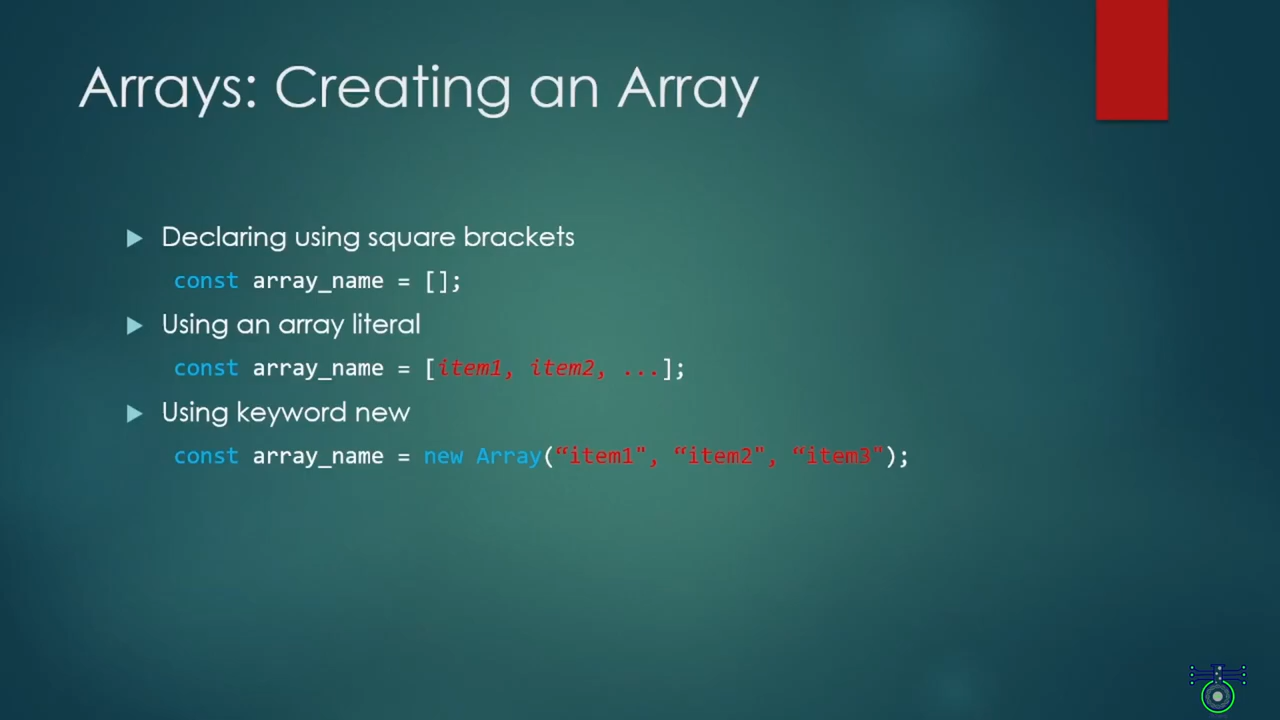 Arrays: Creating an Array
Declaring using square brackets
const array_name = [];
Using an array literal
const array_name = [item1, item2, ...];
Using keyword new
const array_name = new Array(“item1", “item2", “item3");